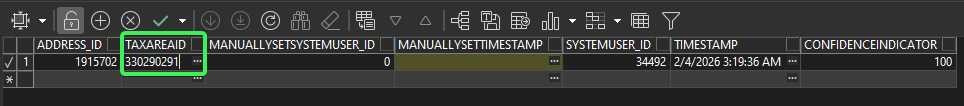 ADDRESS_ID TAXAREAID MANUALLYSETSYSTEMUSER_ID MANUALLYSETTIMESTAMP SYSTEMUSER_ID TIMESTAMP CONFIDENCEINDICATOR
1 1915702 330290291 0 34492 2/4/2026 3:19:36 AM 100